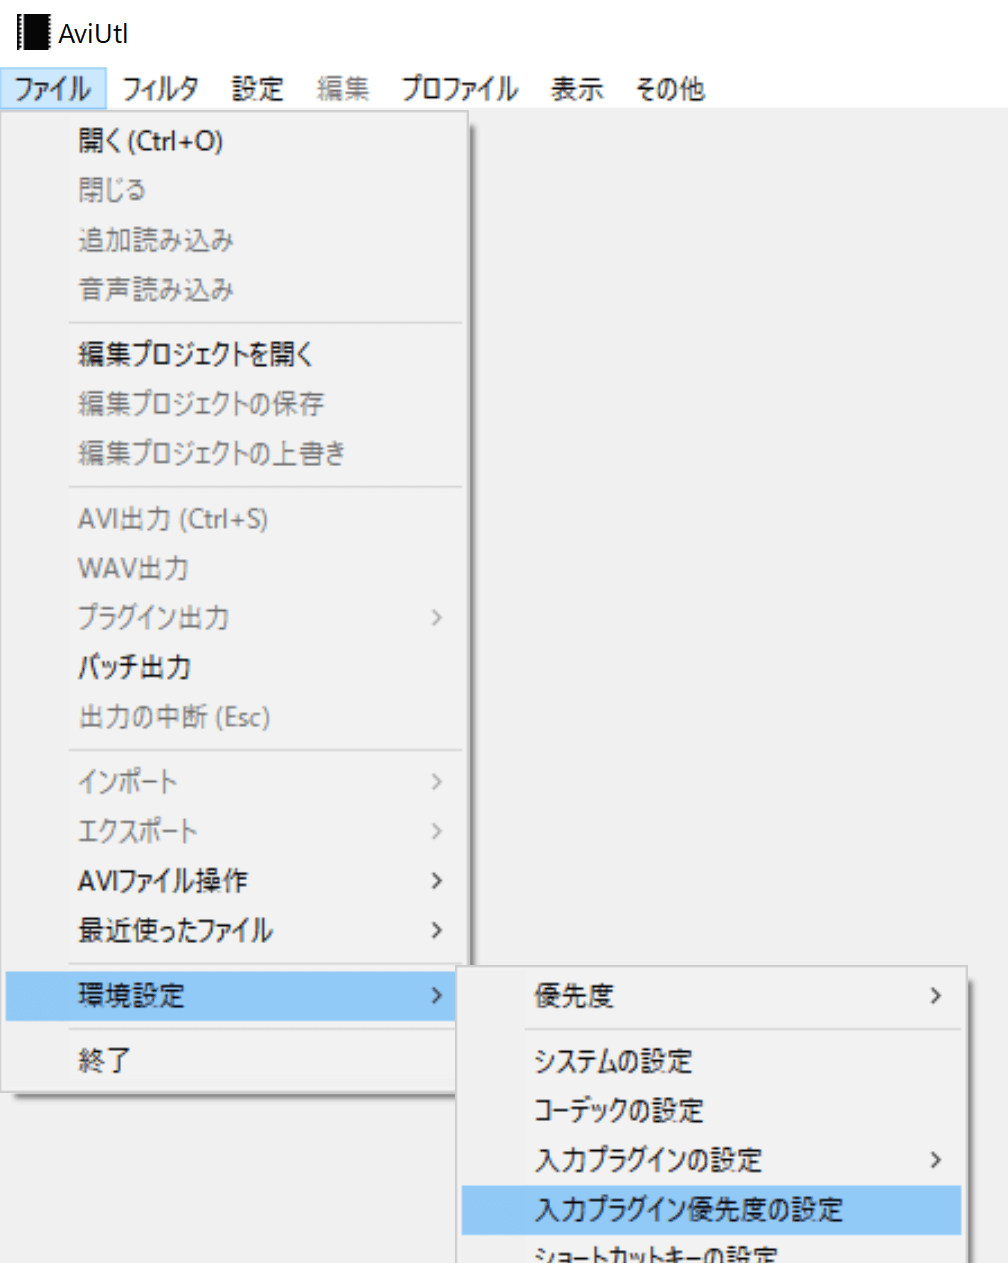 AviUtl
ファイル フィルタ 設定 編集 プロファイル 表示 その他
開く(Ctrl+O)
閉じる
追加読み込み
音声読み込み
編集プロジェクトを開く
編集プロジェクトの保存
編集プロジェクトの上書き
AVI出力 (Ctrl+S)
WAV出力
プラグイン出力
バッチ出力
出力の中断 (Esc)
インポート
エクスポート
AVIファイル操作
最近使ったファイル
環境設定
終了
優先度
システムの設定
コーデックの設定
入力プラグインの設定
入力プラグイン優先度の設定
ショートカットキーの設定